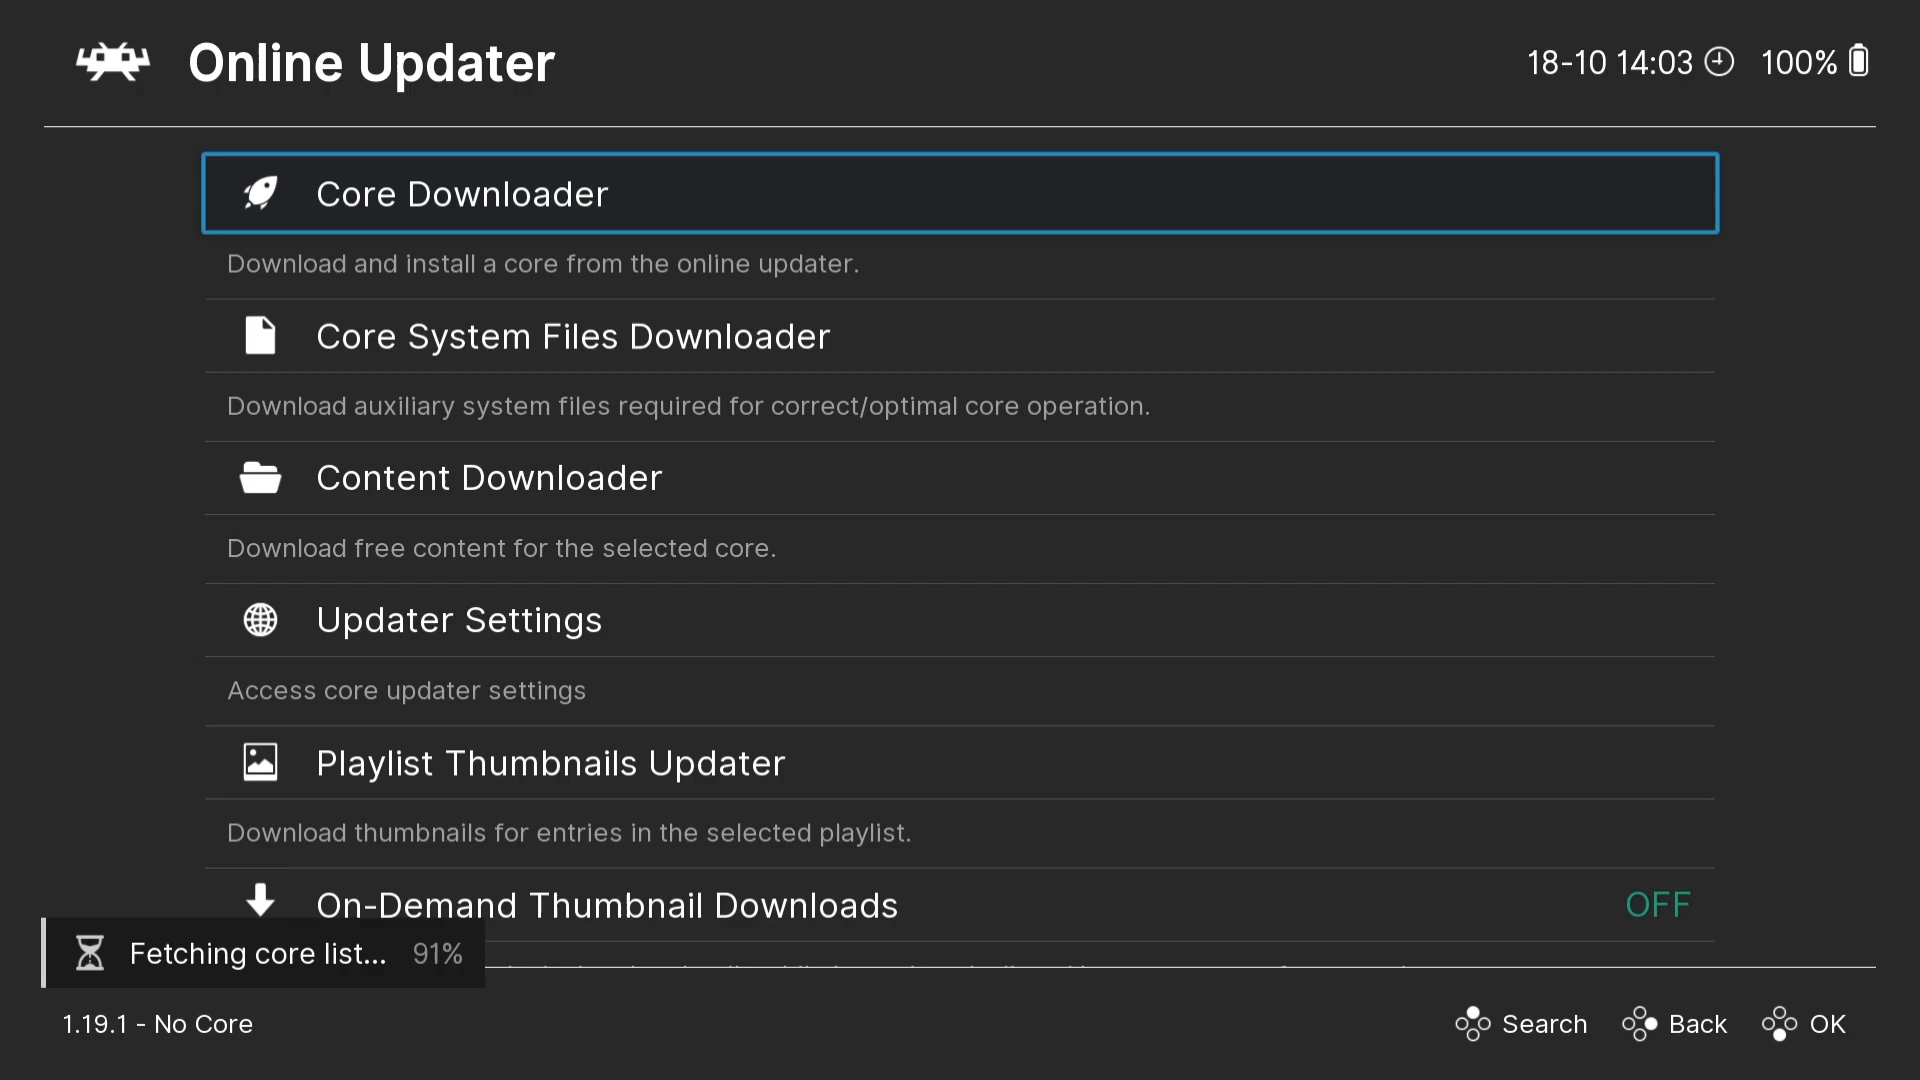 Online Updater
18-10 14:03
100%
Core Downloader
Download and install a core from the online updater.
Core System Files Downloader
Download auxiliary system files required for correct/optimal core operation.
Content Downloader
Download free content for the selected core.
Updater Settings
Access core updater settings
Playlist Thumbnails Updater
Download thumbnails for entries in the selected playlist.
On-Demand Thumbnail Downloads
OFF
Fetching core list... 91%
1.19.1 - No Core
Search
Back
OK